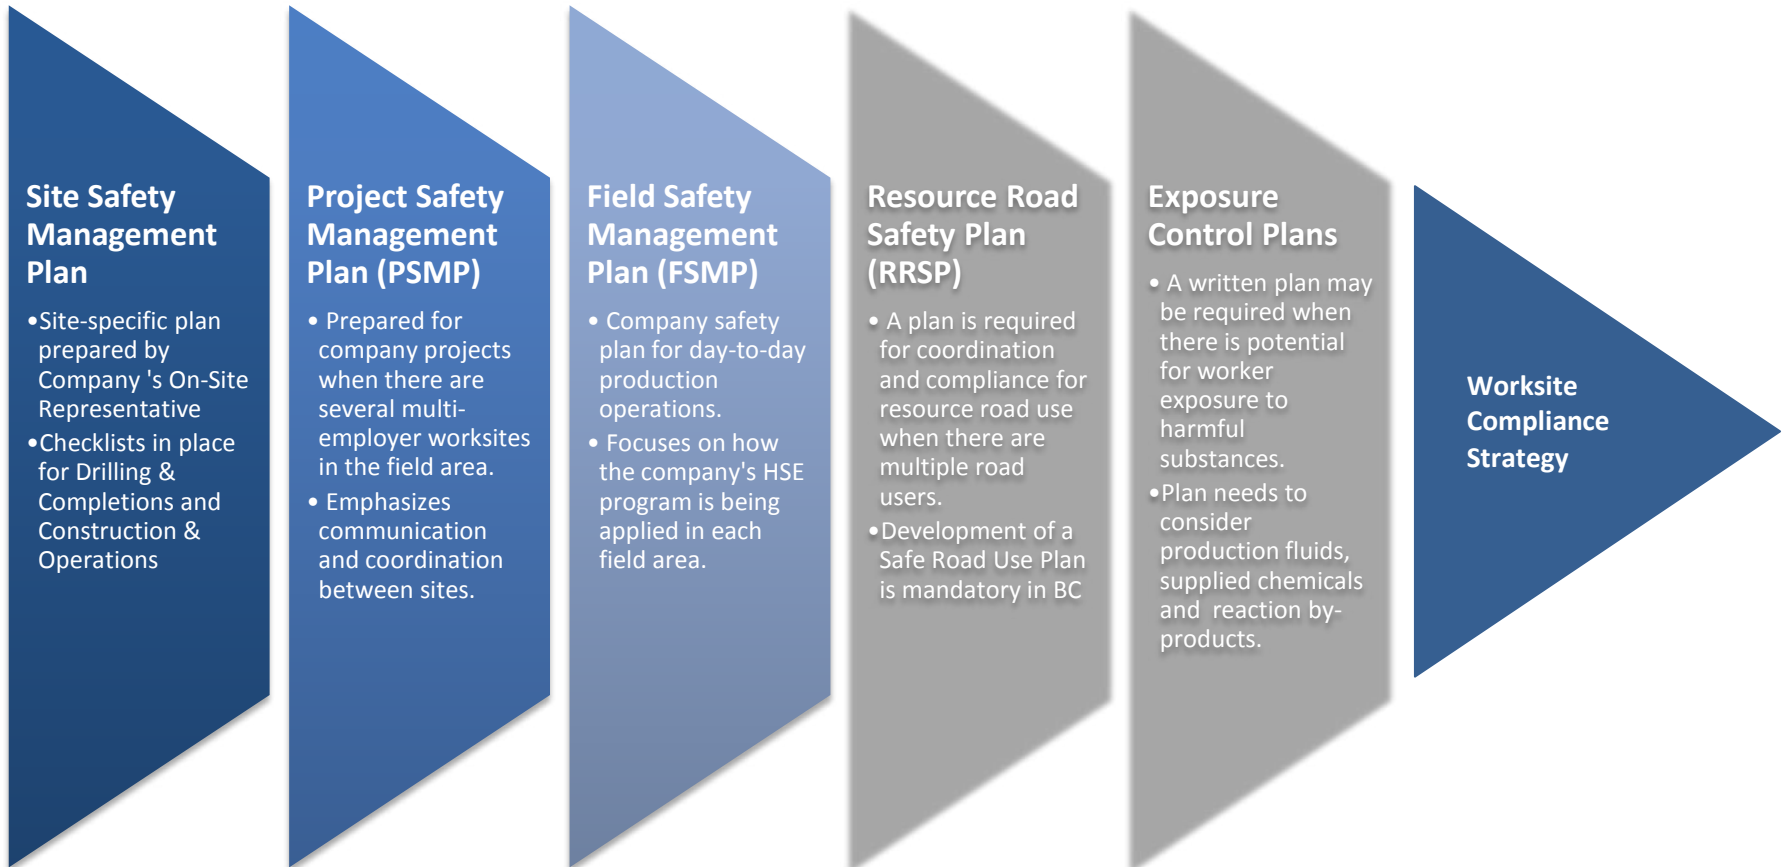 Site Safety
Management
Plan
•Site-specific plan
prepared by
Company 's On-Site
Representative
•Checklists in place
for Drilling &
Completions and
Construction &
Operations
Project Safety
Management
Plan (PSMP)
• Prepared for
company projects
when there are
several multi-
employer worksites
in the field area.
• Emphasizes
communication
and coordination
between sites.
Field Safety
Management
Plan (FSMP)
• Company safety
plan for day-to-day
production
operations.
• Focuses on how
the company's HSE
program is being
applied in each
field area.
Resource Road
Safety Plan
(RRSP)
• A plan is required
for coordination
and compliance for
resource road use
when there are
multiple road
users.
•Development of a
Safe Road Use Plan
is mandatory in BC
Exposure
Control Plans
• A written plan may
be required when
there is potential
for worker
exposure to
harmful
substances.
•Plan needs to
consider
production fluids,
supplied chemicals
and  reaction by-
products.
Worksite
Compliance
Strategy